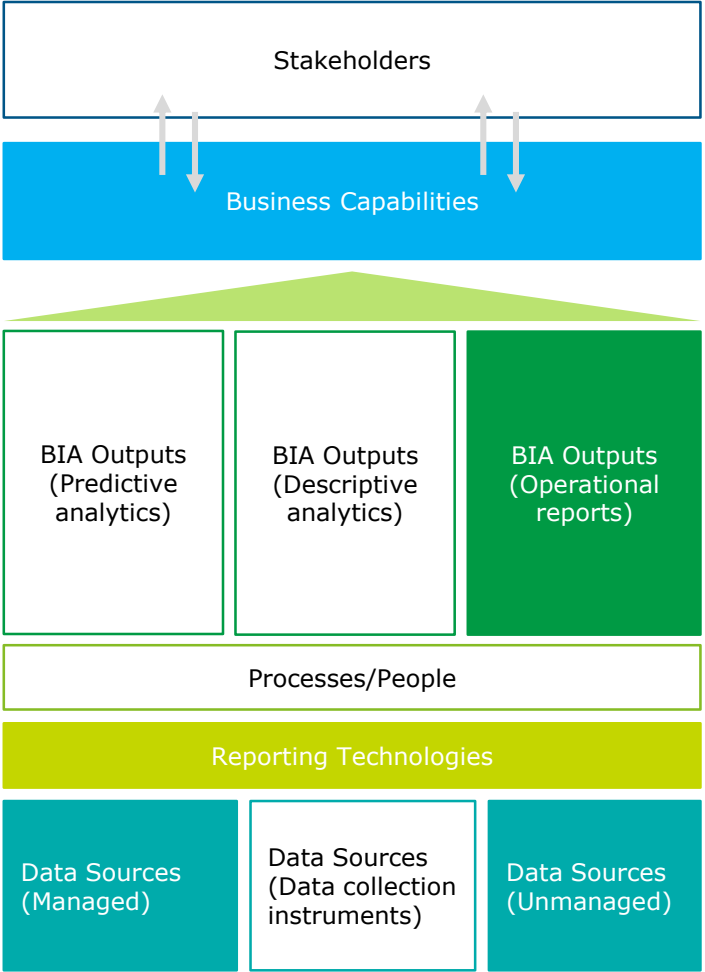 Stakeholders
Business Capabilities
BIA Outputs
(Predictive
analytics)
BIA Outputs
(Descriptive
analytics)
BIA Outputs
(Operational
reports)
Processes/People
Reporting Technologies
Data Sources
(Managed)
Data Sources
(Data collection
instruments)
Data Sources
(Unmanaged)